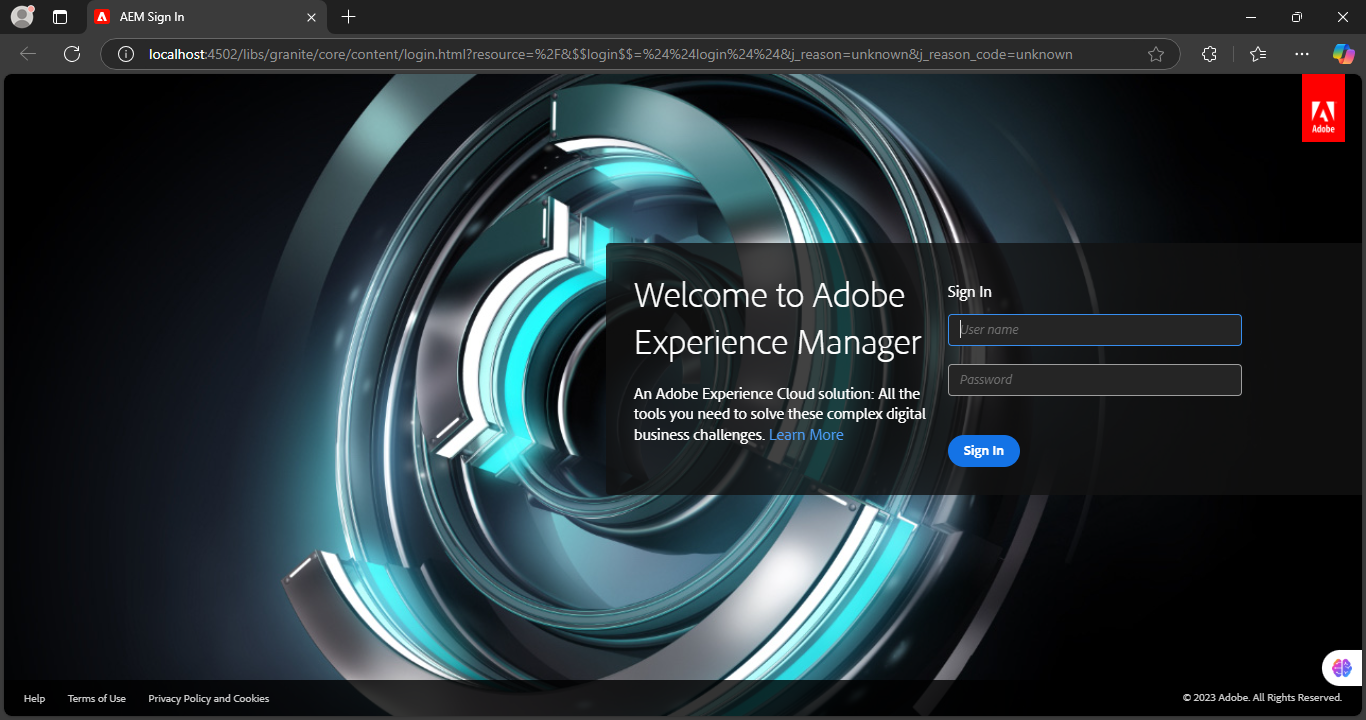 AEM Sign In
localhost:4502/libs/granite/core/content/login.html?resource=%2F&$$login$$=%24%24login%24%24&j_reason=unknown&j_reason_code=unknown
Adobe
Welcome to Adobe
Experience Manager
An Adobe Experience Cloud solution: All the
tools you need to solve these complex digital
business challenges. Learn More
Sign In
User name
Password
Sign In
Help
Terms of Use
Privacy Policy and Cookies
© 2023 Adobe. All Rights Reserved.